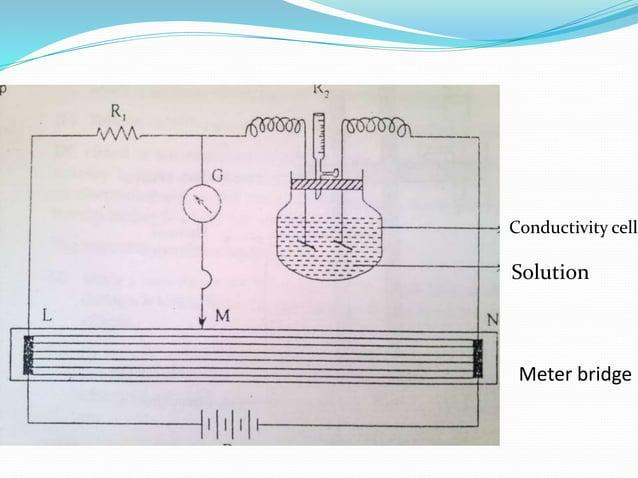 p
R2
R1
G
Conductivity cell
Solution
L
M
N
Meter bridge